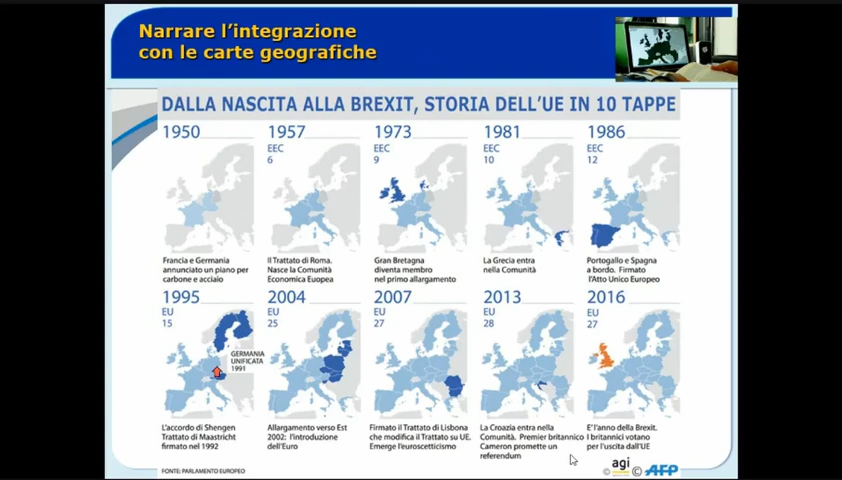 Narrare l'integrazione
con le carte geografiche
DALLA NASCITA ALLA BREXIT, STORIA DELL'UE IN 10 TAPPE
1950
Francia e Germania
annunciato un piano per
carbone e acciaio
1957
EEC
6
Il Trattato di Roma.
Nasce la Comunità
Economica Euopea
1973
EEC
9
Gran Bretagna
diventa membro
nel primo allargamento
1981
EEC
10
La Grecia entra
nella Comunità
1986
EEC
12
Portogallo e Spagna
a bordo. Firmato
l'Atto Unico Europeo
1995
EU
15
GERMANIA
UNIFICATA
1991
L'accordo di Shengen
Trattato di Maastricht
firmato nel 1992
2004
EU
25
Allargamento verso Est
2002: l'introduzione
dell'Euro
2007
EU
27
Firmato il Trattato di Lisbona
che modifica il Trattato su UE.
Emerge l'euroscetticismo
2013
EU
28
La Croazia entra nella
Comunità. Premier britannico
Cameron promette un
referendum
2016
EU
27
E' l'anno della Brexit.
I britannici votano
per l'uscita dall'UE
FONTE: PARLAMENTO EUROPEO
© agi © AFP